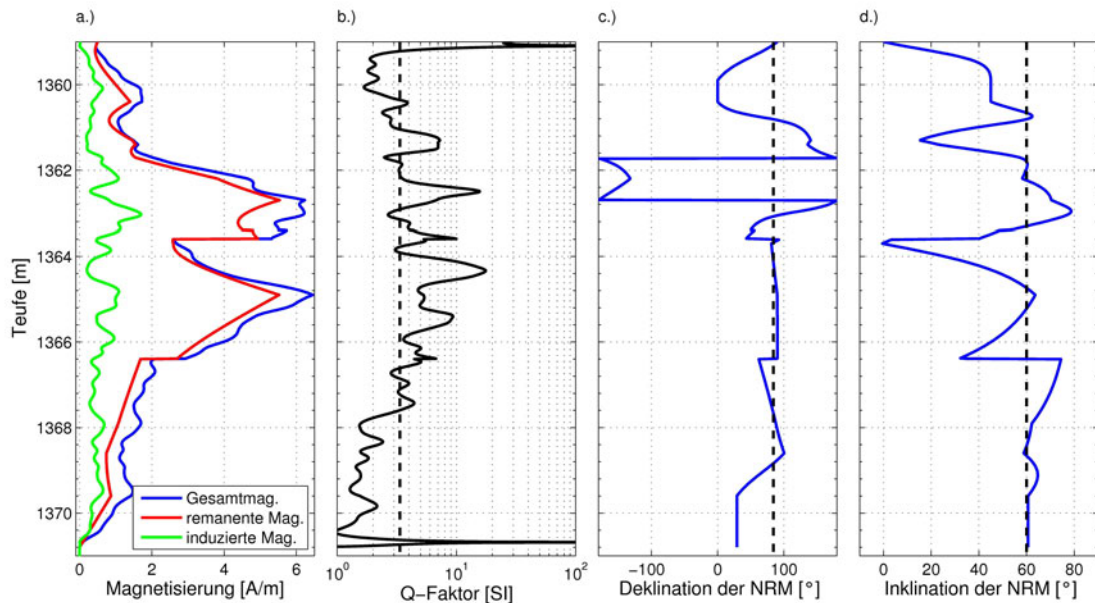 a.)
b.)
c.)
d.)
Teufe [m]
1360
1362
1364
1366
1368
1370
Gesamtmag.
remanente Mag.
induzierte Mag.
0 2 4 6
Magnetisierung [A/m]
10^0 10^1 10^2
Q−Faktor [SI]
−100 0 100
Deklination der NRM [°]
0 20 40 60 80
Inklination der NRM [°]